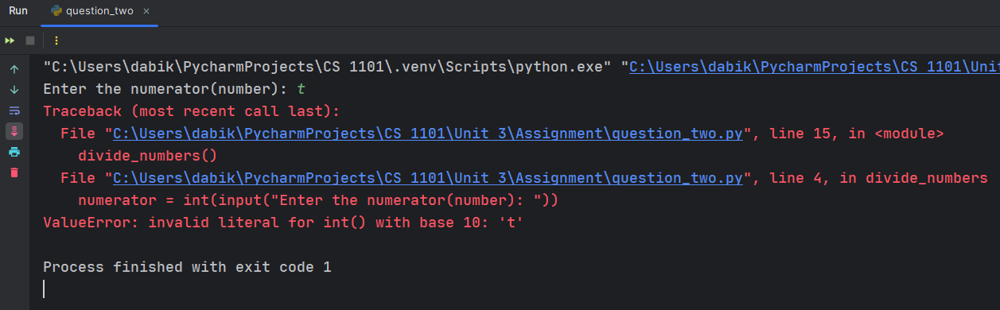 Run question_two ×
"C:\Users\dabik\PycharmProjects\CS 1101\.venv\Scripts\python.exe" "C:\Users\dabik\PycharmProjects\CS 1101\Uni
Enter the numerator(number): t
Traceback (most recent call last):
  File "C:\Users\dabik\PycharmProjects\CS 1101\Unit 3\Assignment\question_two.py", line 15, in <module>
    divide_numbers()
  File "C:\Users\dabik\PycharmProjects\CS 1101\Unit 3\Assignment\question_two.py", line 4, in divide_numbers
    numerator = int(input("Enter the numerator(number): "))
ValueError: invalid literal for int() with base 10: 't'
Process finished with exit code 1